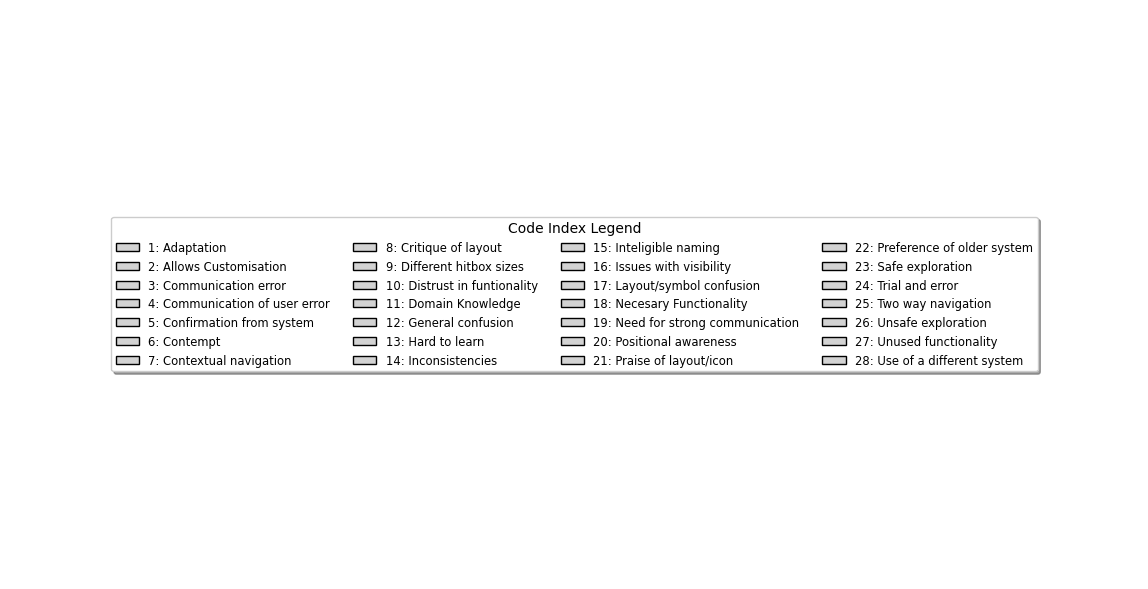 Code Index Legend
1: Adaptation
2: Allows Customisation
3: Communication error
4: Communication of user error
5: Confirmation from system
6: Contempt
7: Contextual navigation
8: Critique of layout
9: Different hitbox sizes
10: Distrust in funtionality
11: Domain Knowledge
12: General confusion
13: Hard to learn
14: Inconsistencies
15: Inteligible naming
16: Issues with visibility
17: Layout/symbol confusion
18: Necesary Functionality
19: Need for strong communication
20: Positional awareness
21: Praise of layout/icon
22: Preference of older system
23: Safe exploration
24: Trial and error
25: Two way navigation
26: Unsafe exploration
27: Unused functionality
28: Use of a different system